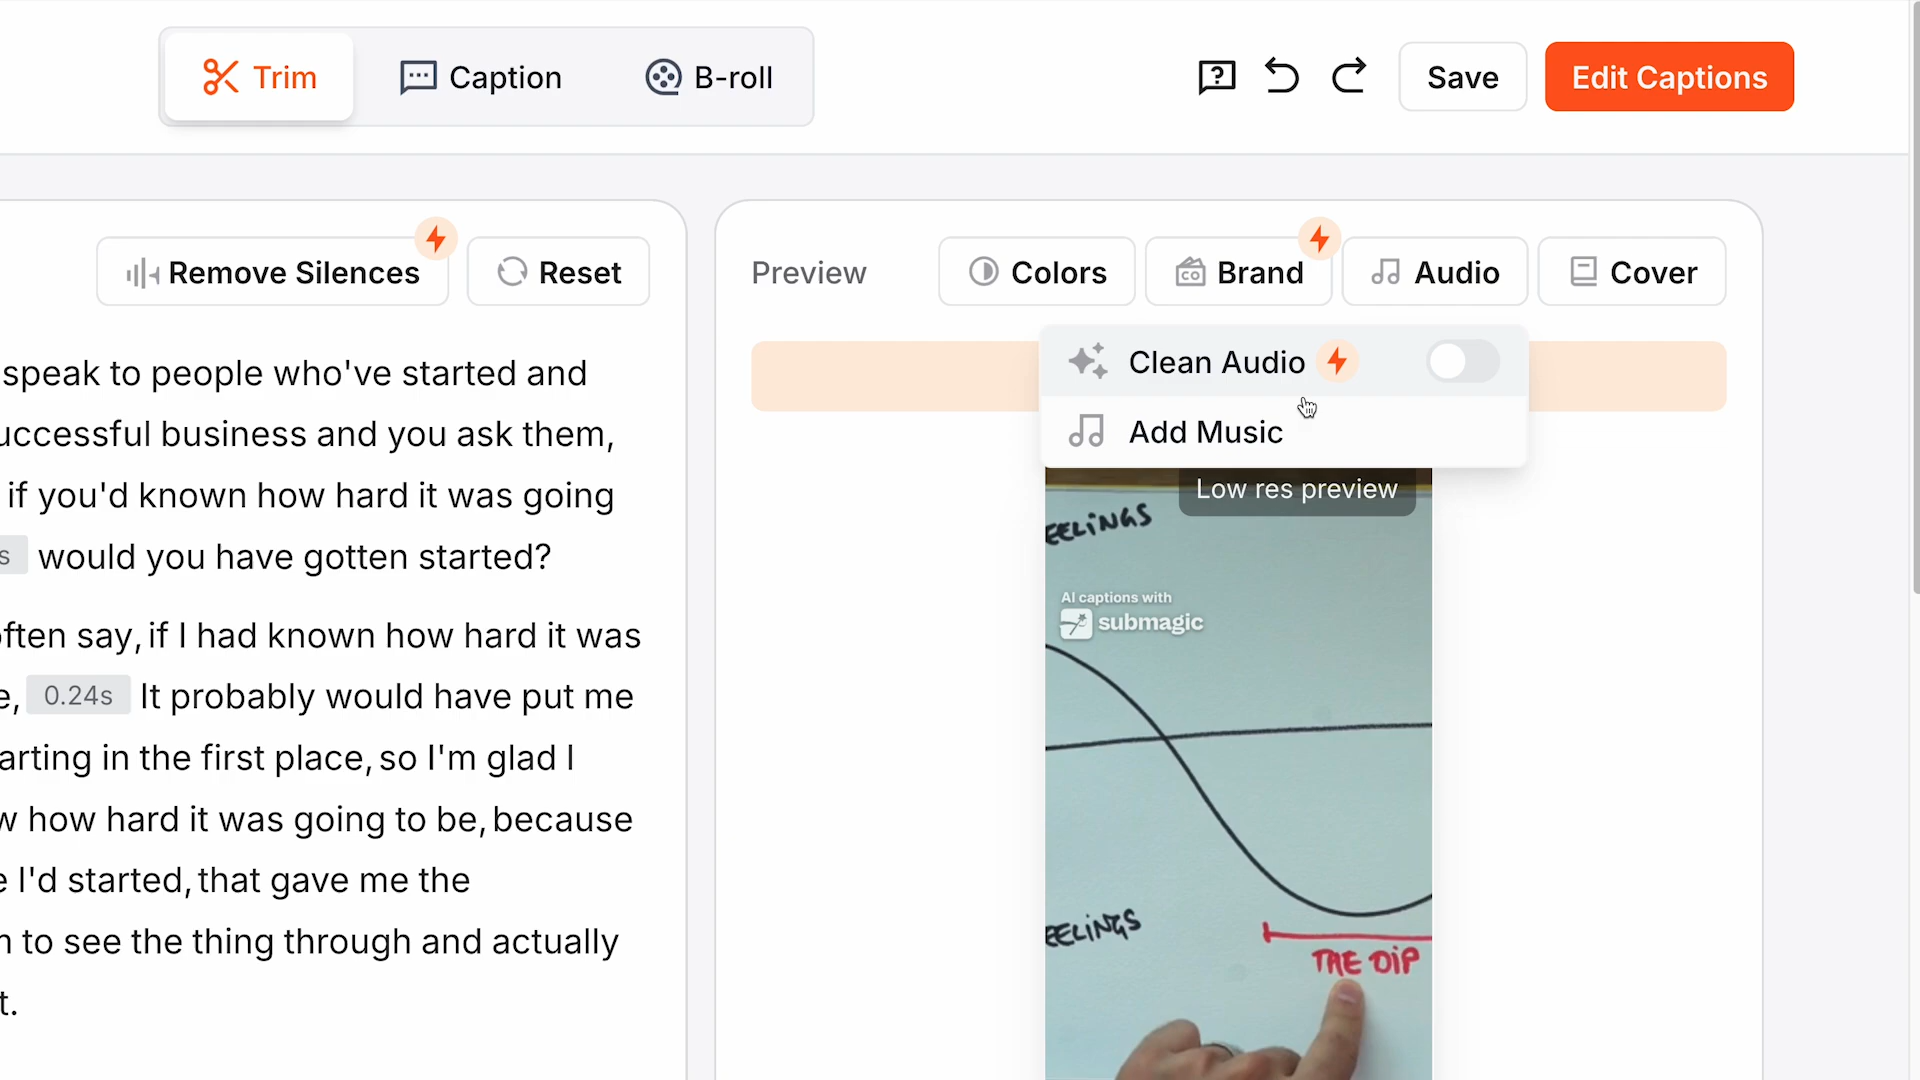 Trim
Caption
B-roll
Save
Edit Captions
Remove Silences
Reset
speak to people who've started and
uccessful business and you ask them,
if you'd known how hard it was going
s would you have gotten started?
often say, if I had known how hard it was
e, 0.24s It probably would have put me
arting in the first place, so I'm glad I
w how hard it was going to be, because
e I'd started, that gave me the
n to see the thing through and actually
t.
Preview
Colors
Brand
Audio
Cover
Clean Audio
Add Music
Low res preview
EELINGS
AI captions with
submagic
EELINGS
THE DIP